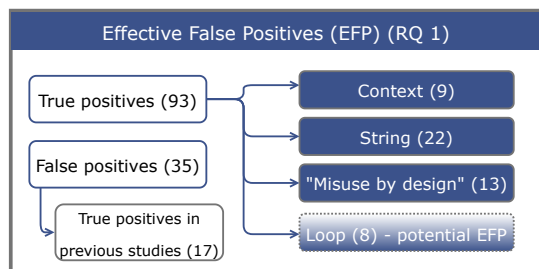 Effective False Positives (EFP) (RQ 1)
True positives (93)
False positives (35)
True positives in
previous studies (17)
Context (9)
String (22)
"Misuse by design" (13)
Loop (8) - potential EFP